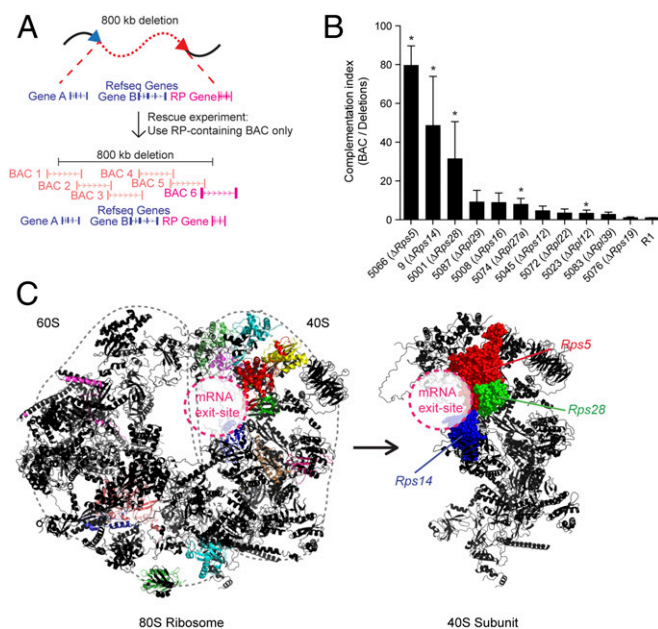 A
800 kb deletion
Refseq Genes
Gene A
Gene B
RP Gene
Rescue experiment:
Use RP-containing BAC only
800 kb deletion
BAC 1
BAC 4
BAC 2
BAC 5
BAC 3
BAC 6
Refseq Genes
Gene A
Gene B
RP Gene
B
Complementation index
(BAC / Deletions)
100
80
60
40
20
0
*
*
*
*
*
5066 (ΔRps5)
9 (ΔRps14)
5001 (ΔRps28)
5087 (ΔRpl29)
5008 (ΔRps16)
5074 (ΔRpl27a)
5045 (ΔRps12)
5072 (ΔRpl22)
5023 (ΔRpl12)
5083 (ΔRpl39)
5076 (ΔRps19)
R1
C
60S
40S
mRNA
exit-site
80S Ribosome
Rps5
mRNA
exit-site
Rps28
Rps14
40S Subunit